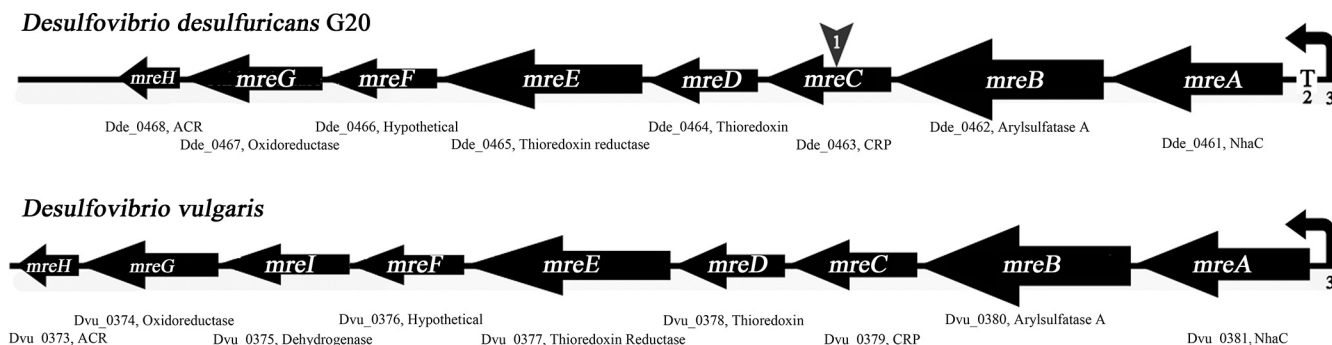 Desulfovibrio desulfuricans G20
1
mreH mreG mreF mreE mreD mreC mreB mreA T
2 3
Dde_0468, ACR Dde_0466, Hypothetical Dde_0464, Thioredoxin Dde_0462, Arylsulfatase A
Dde_0467, Oxidoreductase Dde_0465, Thioredoxin reductase Dde_0463, CRP Dde_0461, NhaC
Desulfovibrio vulgaris
mreH mreG mreI mreF mreE mreD mreC mreB mreA
3
Dvu_0374, Oxidoreductase Dvu_0376, Hypothetical Dvu_0378, Thioredoxin Dvu_0380, Arylsulfatase A
Dvu_0373, ACR Dvu_0375, Dehydrogenase Dvu_0377, Thioredoxin Reductase Dvu_0379, CRP Dvu_0381, NhaC